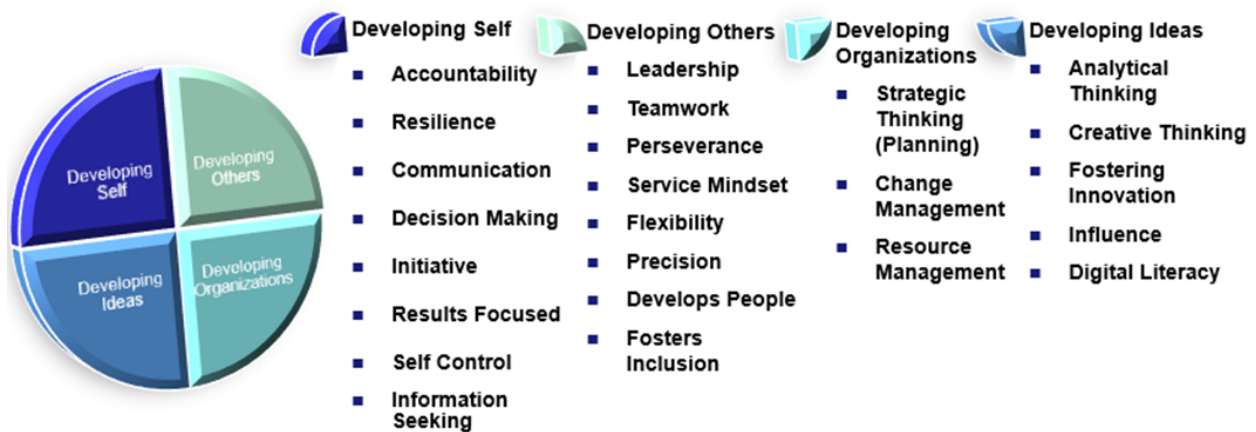 Developing
Self
Developing
Others
Developing
Ideas
Developing
Organizations
Developing Self
Accountability
Resilience
Communication
Decision Making
Initiative
Results Focused
Self Control
Information
Seeking
Developing Others
Leadership
Teamwork
Perseverance
Service Mindset
Flexibility
Precision
Develops People
Fosters
Inclusion
Developing
Organizations
Strategic
Thinking
(Planning)
Change
Management
Resource
Management
Developing Ideas
Analytical
Thinking
Creative Thinking
Fostering
Innovation
Influence
Digital Literacy